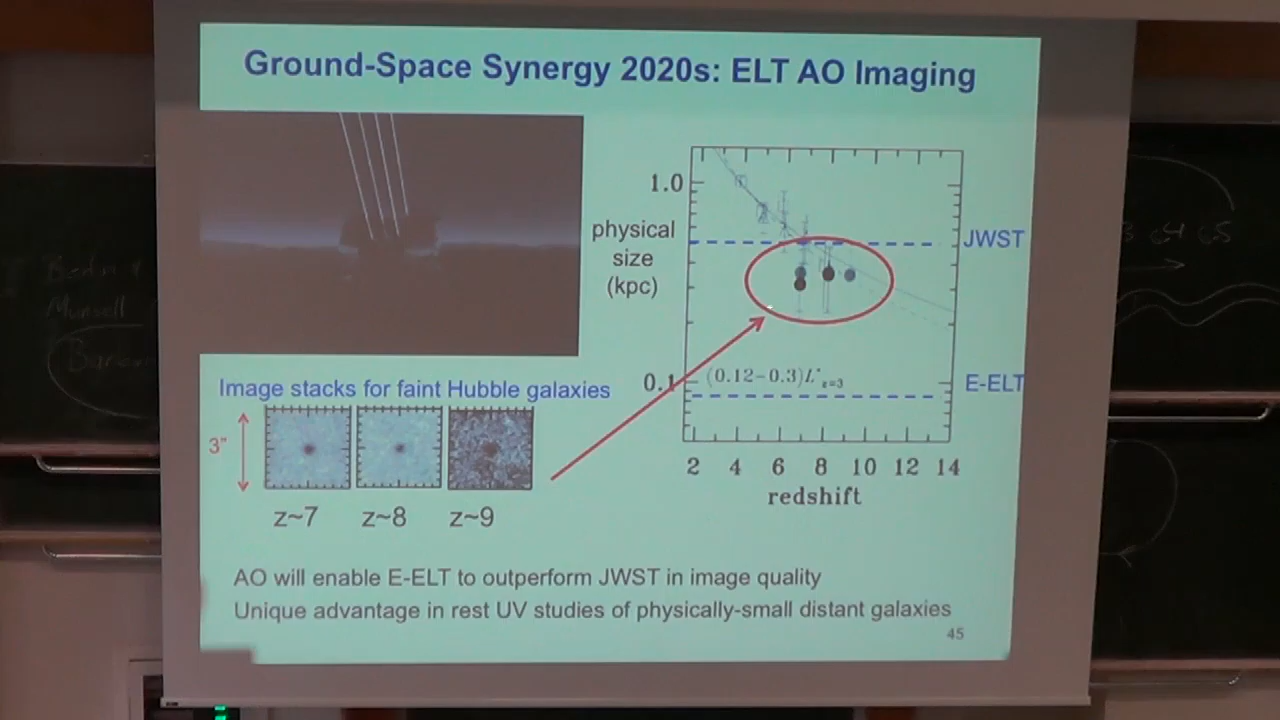 Ground-Space Synergy 2020s: ELT AO Imaging
1.0
physical
size
(kpc)
0.1
JWST
E-ELT
(0.12-0.3)L*z=3
2 4 6 8 10 12 14
redshift
Image stacks for faint Hubble galaxies
3"
z~7 z~8 z~9
AO will enable E-ELT to outperform JWST in image quality
Unique advantage in rest UV studies of physically-small distant galaxies
45